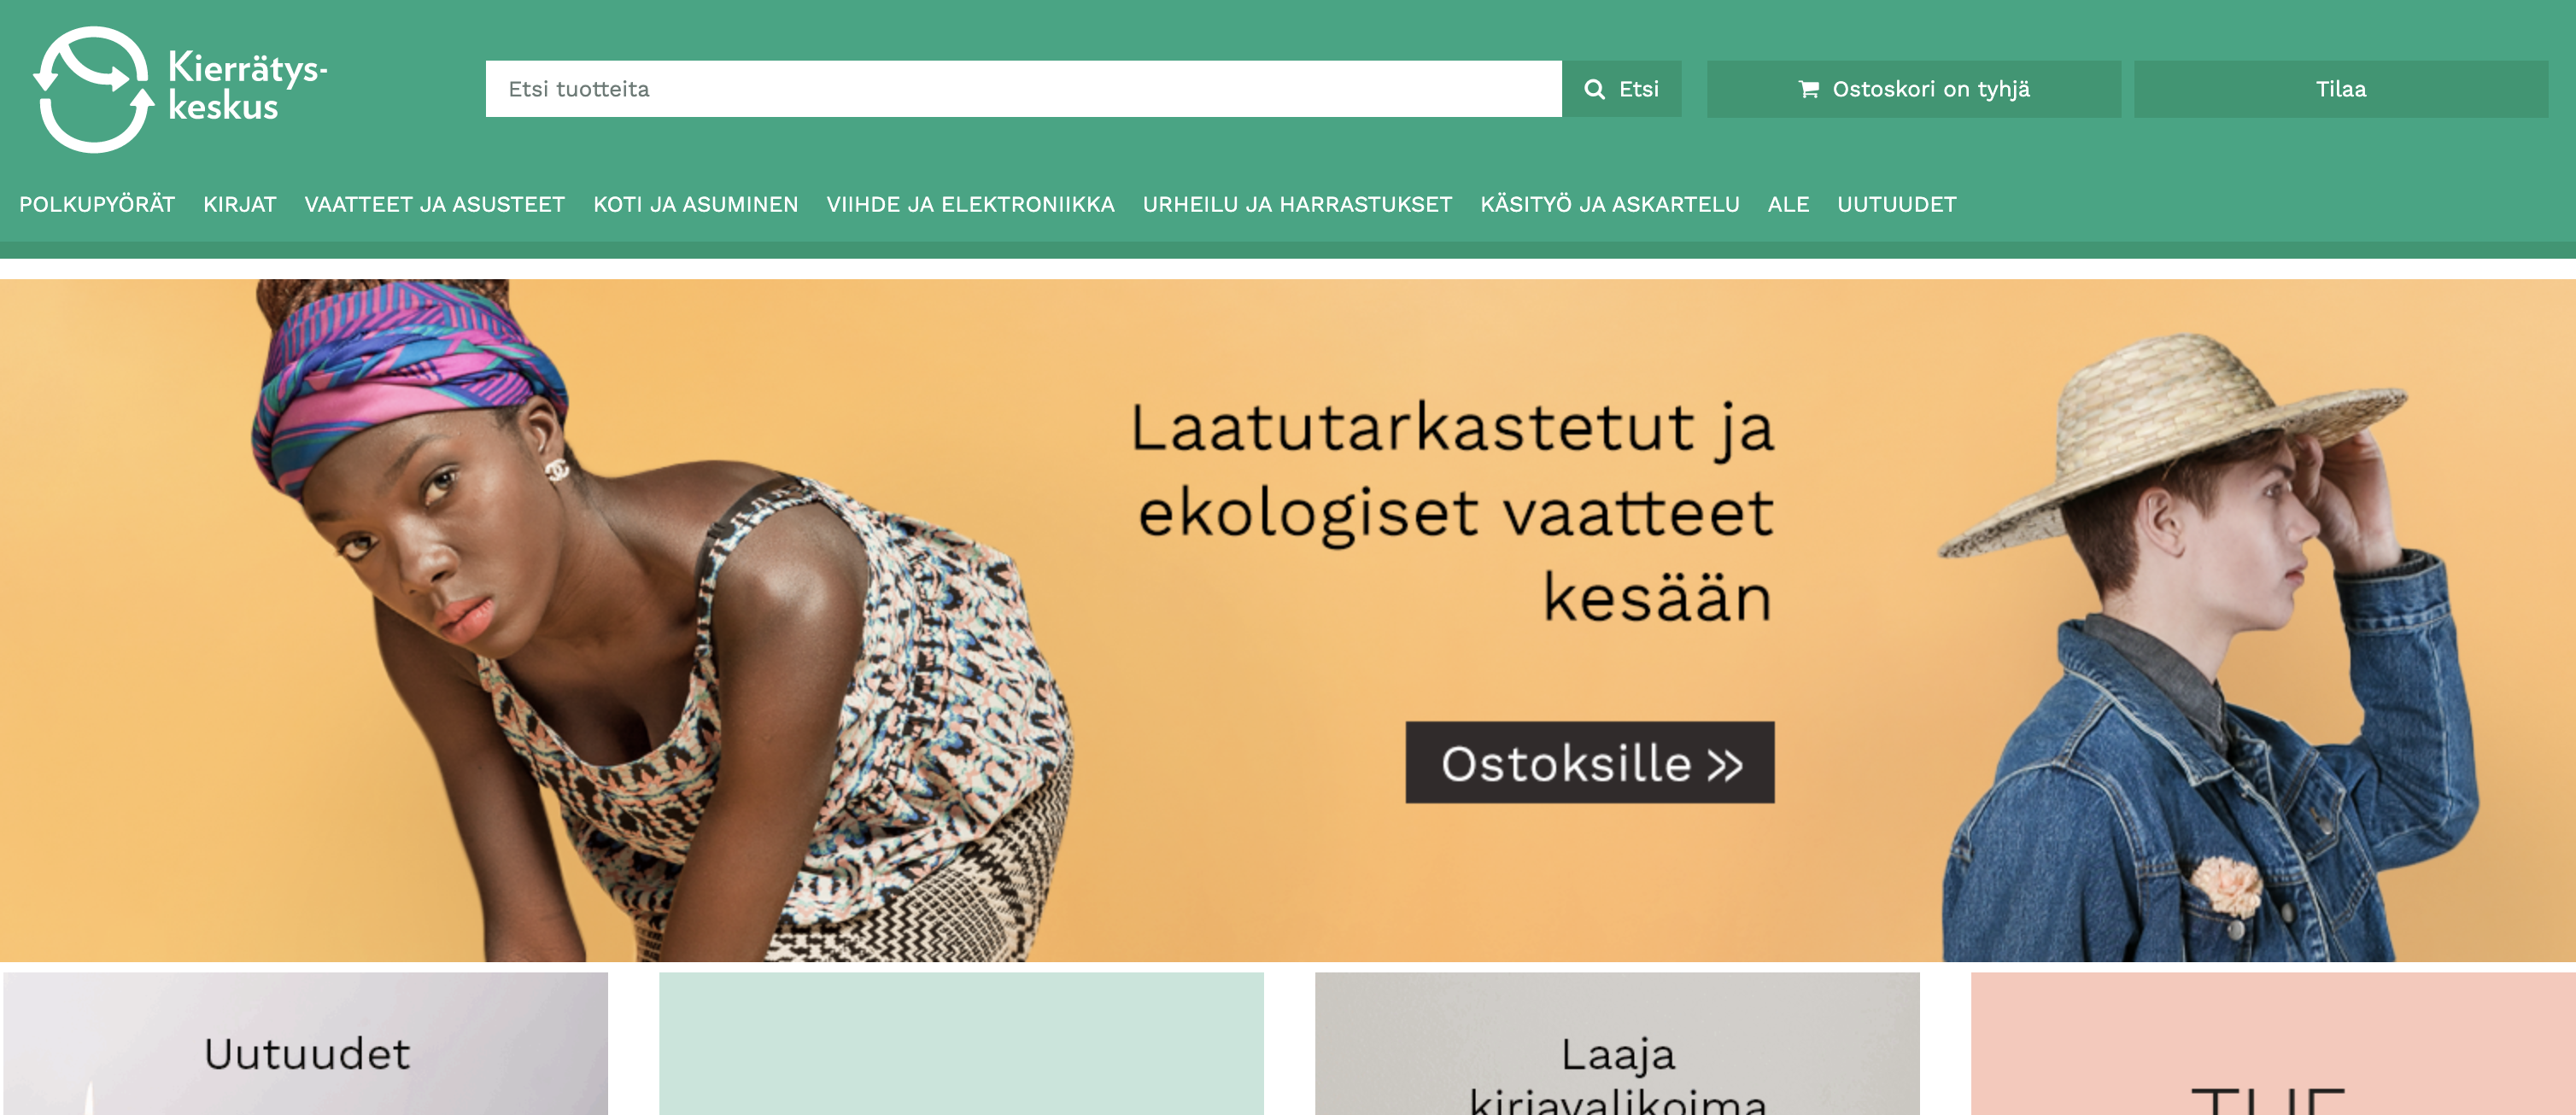 Kierrätys-
keskus
Etsi tuotteita
Etsi
Ostoskori on tyhjä
Tilaa
POLKUPYÖRÄT KIRJAT VAATTEET JA ASUSTEET KOTI JA ASUMINEN VIIHDE JA ELEKTRONIIKKA URHEILU JA HARRASTUKSET KÄSITYÖ JA ASKARTELU ALE UUTUUDET
Laatutarkastetut ja
ekologiset vaatteet
kesään
Ostoksille >>
Uutuudet
Laaja
kirjavalikoima
THE